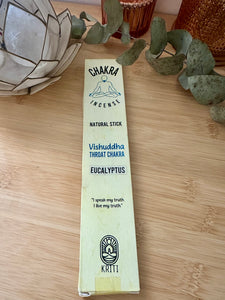 CHAKRA
INCENSE
NATURAL STICK
Vishuddha
THROAT CHAKRA
EUCALYPTUS
"I speak my truth
I live my truth"
KRITI